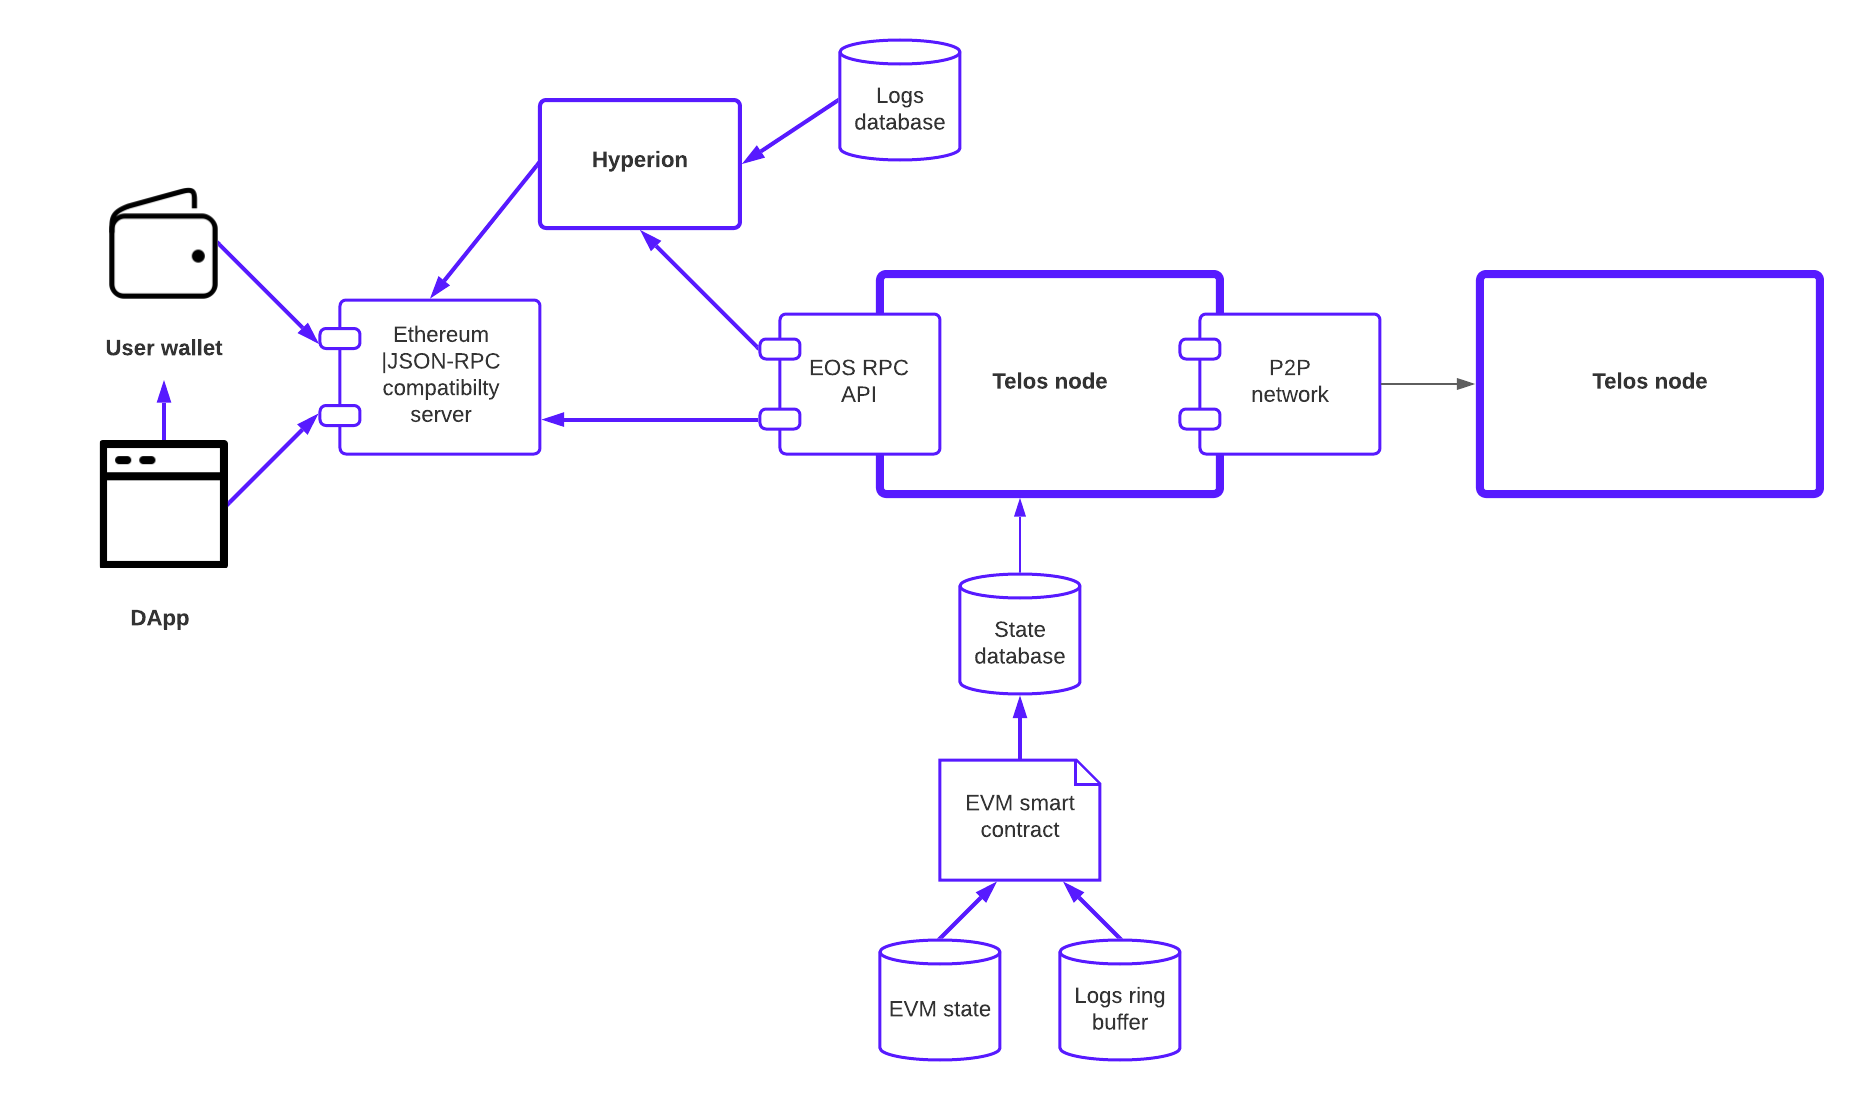 Logs
database
Hyperion
User wallet
Ethereum
|JSON-RPC
compatibilty
server
EOS RPC
API
Telos node
P2P
network
Telos node
DApp
State
database
EVM smart
contract
EVM state
Logs ring
buffer